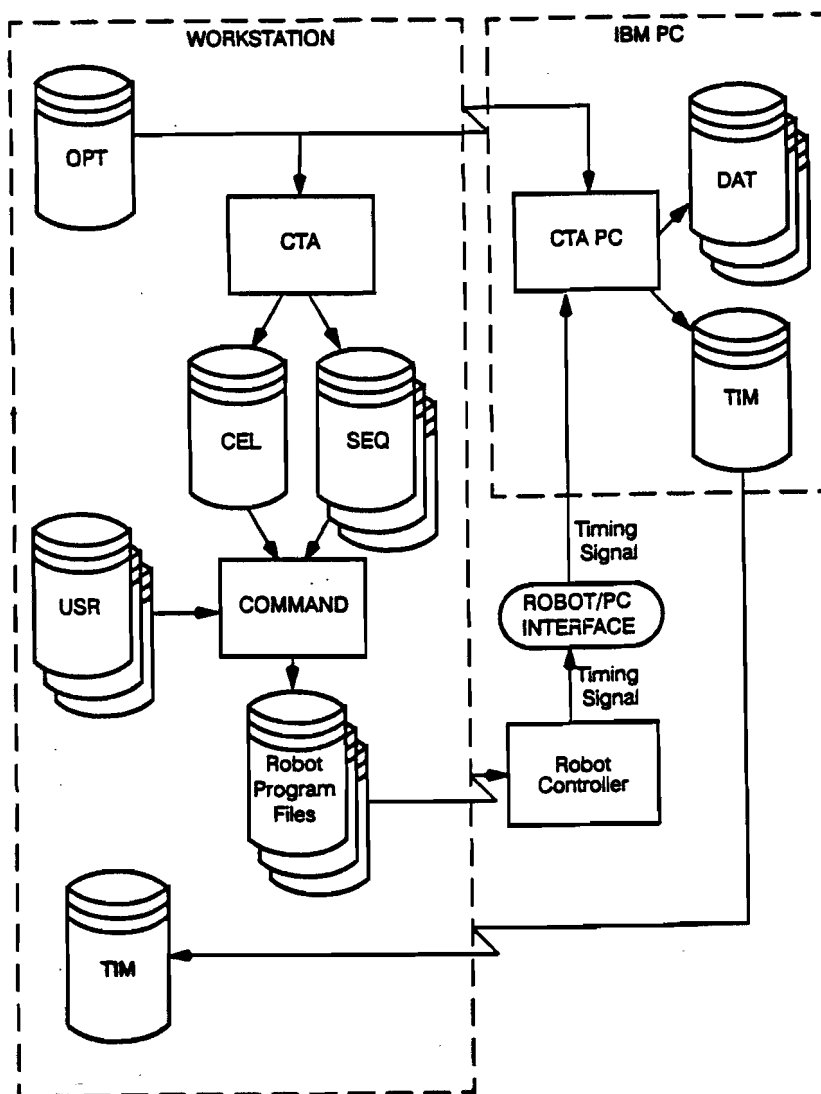 WORKSTATION
IBM PC
OPT
DAT
CTA
CTA PC
CEL
SEQ
TIM
Timing
Signal
USR
COMMAND
ROBOT/PC
INTERFACE
Timing
Signal
Robot
Program
Files
Robot
Controller
TIM